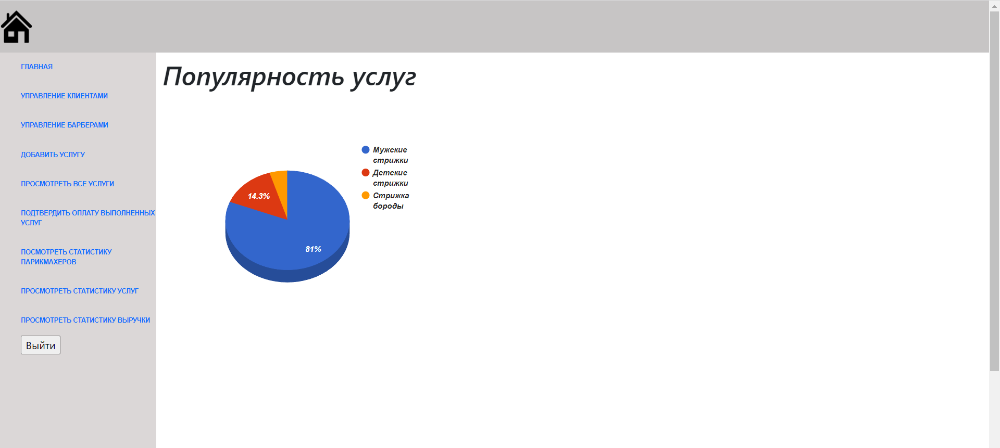 ГЛАВНАЯ
УПРАВЛЕНИЕ КЛИЕНТАМИ
УПРАВЛЕНИЕ БАРБЕРАМИ
ДОБАВИТЬ УСЛУГУ
ПРОСМОТРЕТЬ ВСЕ УСЛУГИ
ПОДТВЕРДИТЬ ОПЛАТУ ВЫПОЛНЕННЫХ
УСЛУГ
ПОСМОТРЕТЬ СТАТИСТИКУ
ПАРИКМАХЕРОВ
ПРОСМОТРЕТЬ СТАТИСТИКУ УСЛУГ
ПРОСМОТРЕТЬ СТАТИСТИКУ ВЫРУЧКИ
Выйти
Популярность услуг
Мужские
стрижки
Детские
стрижки
Стрижка
бороды
14.3%
81%